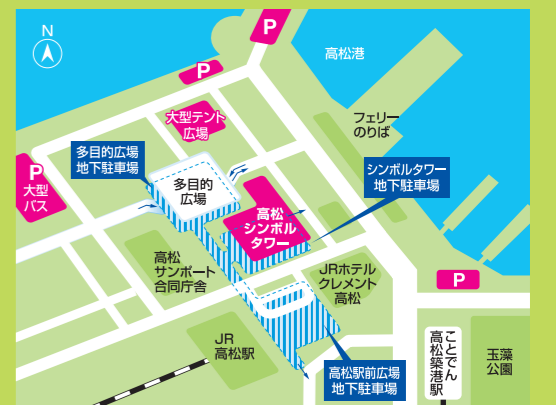 N
P
高松港
P
大型テント
広場
フェリー
のりば
多目的広場
地下駐車場
P
大型
バス
多目的
広場
シンボルタワー
地下駐車場
高松
シンボル
タワー
高松
サンポート
合同庁舎
JRホテル
クレメント
高松
P
JR
高松駅
高松駅前広場
地下駐車場
ことでん
高松築港駅
玉藻
公園